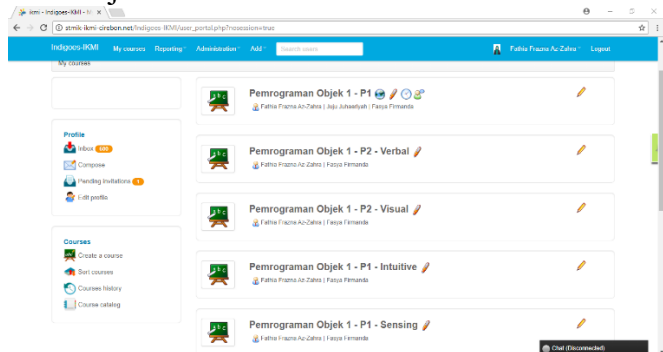 ikmi - Indigoes-IKMI - M
stmik-ikmi-cirebon.net/Indigoes-IKMI/user_portal.php?nosession=true
Indigoes-IKMI My courses Reporting Administration Add Search users Fathia Frazna Az-Zahra Logout
My courses
Pemrograman Objek 1 - P1
Fathia Frazna Az-Zahra | Juju Juhaeriyah | Fasya Firmanda
Profile
Inbox
Compose
Pending invitations 1
Edit profile
Pemrograman Objek 1 - P2 - Verbal
Fathia Frazna Az-Zahra | Fasya Firmanda
Pemrograman Objek 1 - P2 - Visual
Fathia Frazna Az-Zahra | Fasya Firmanda
Courses
Create a course
Sort courses
Courses history
Course catalog
Pemrograman Objek 1 - P1 - Intuitive
Fathia Frazna Az-Zahra | Fasya Firmanda
Pemrograman Objek 1 - P1 - Sensing
Fathia Frazna Az-Zahra | Fasya Firmanda
Chat (Disconnected)